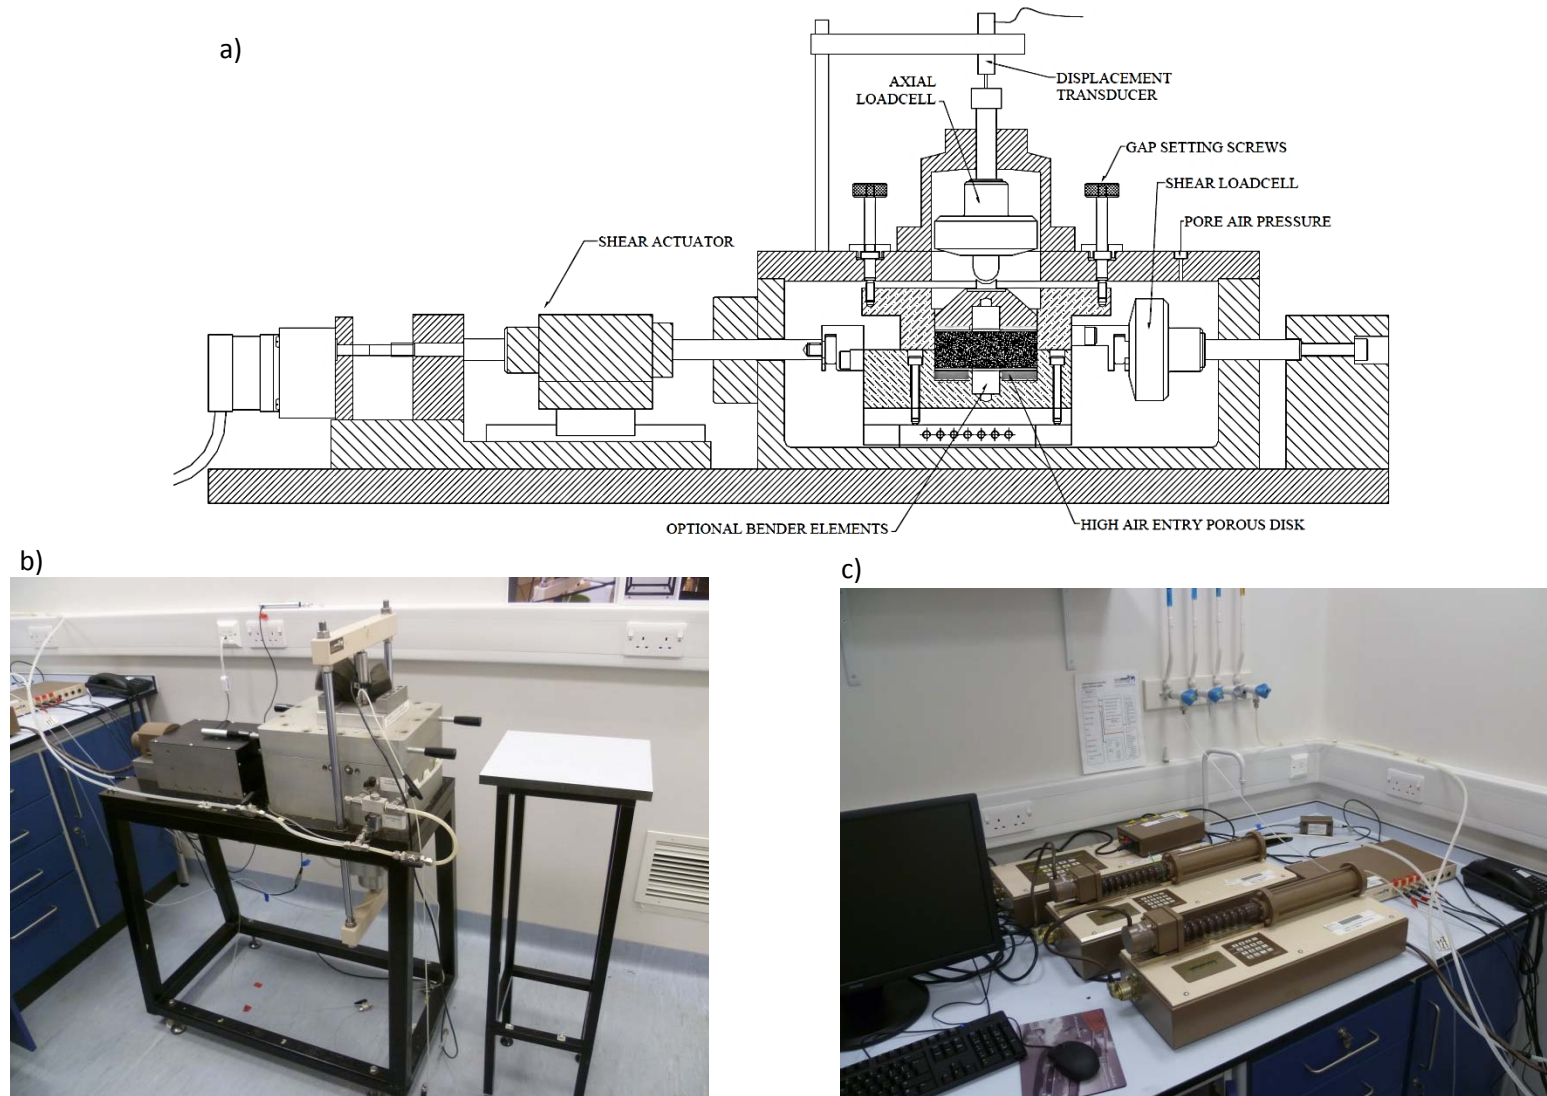 a)
DISPLACEMENT
TRANSDUCER
AXIAL
LOADCELL
GAP SETTING SCREWS
SHEAR LOADCELL
PORE AIR PRESSURE
SHEAR ACTUATOR
OPTIONAL BENDER ELEMENTS
HIGH AIR ENTRY POROUS DISK
b)
c)